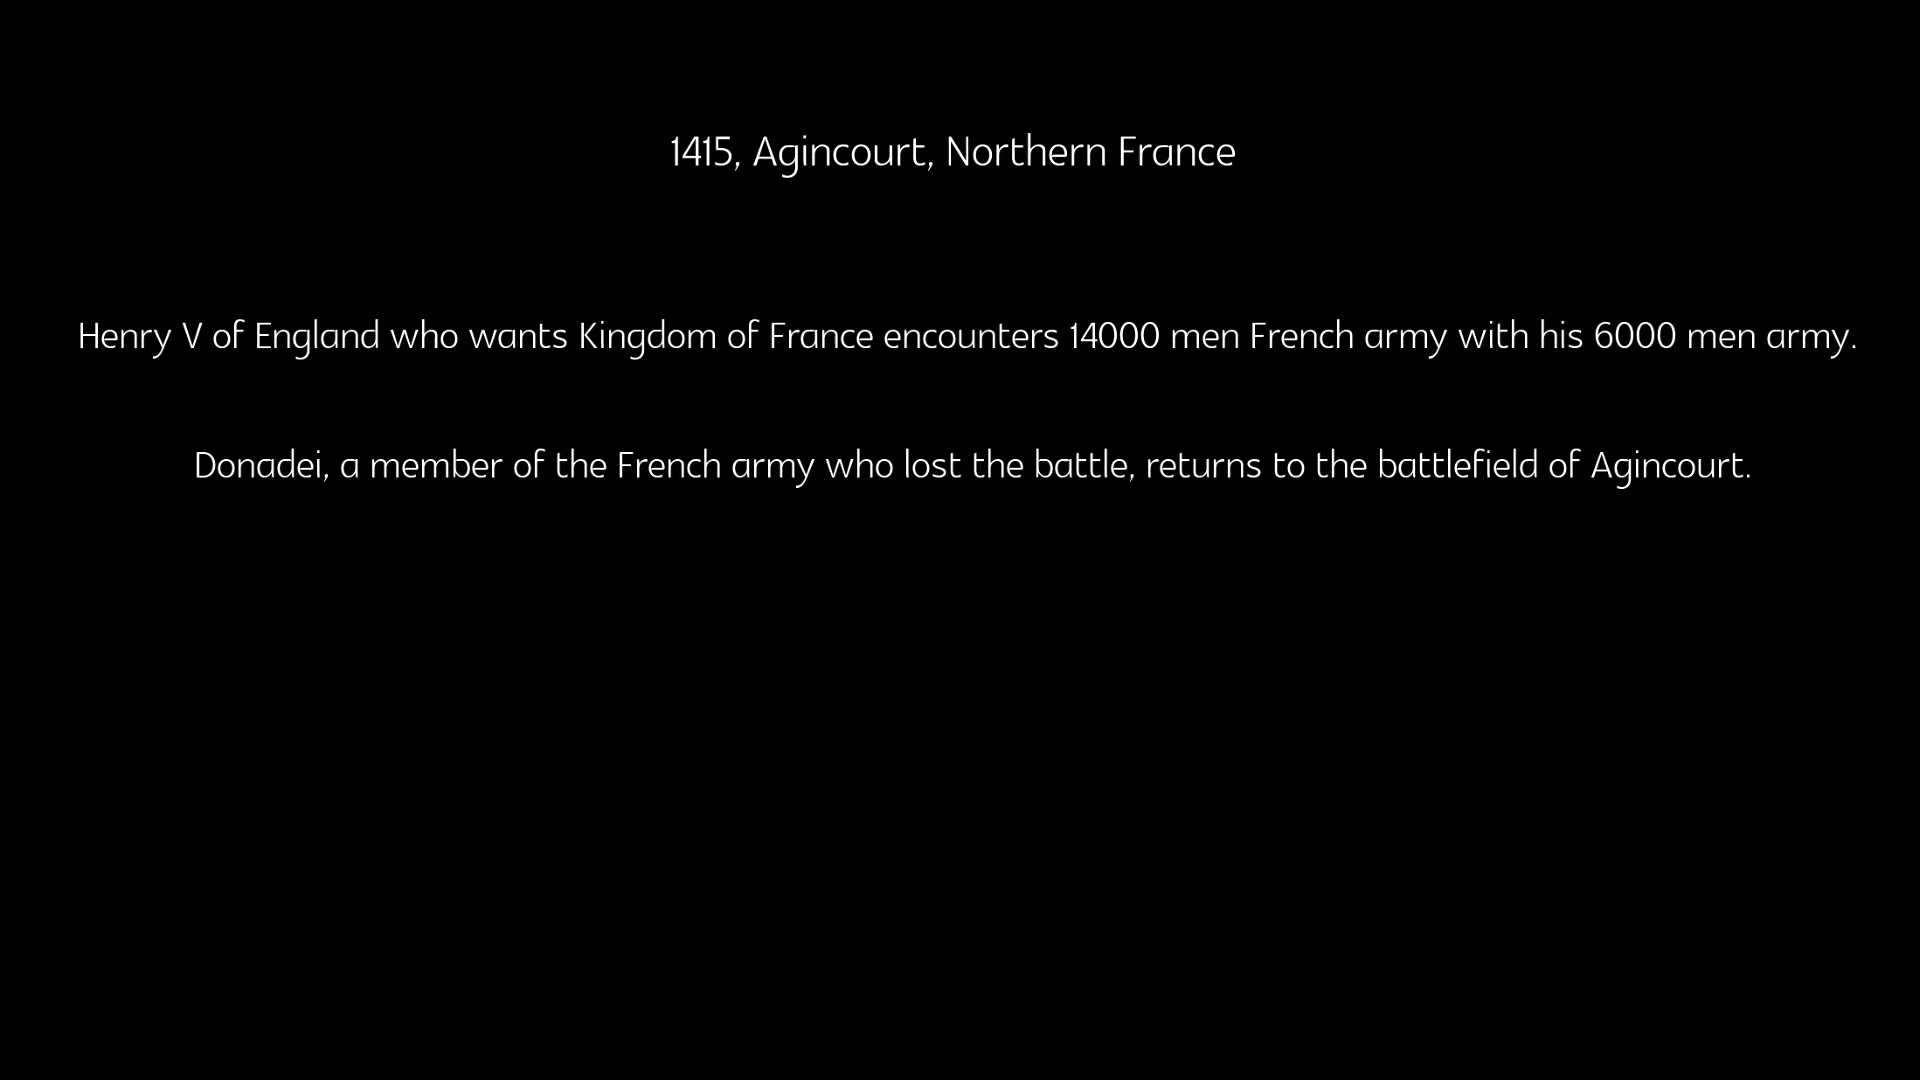 1415, Agincourt, Northern France
Henry V of England who wants Kingdom of France encounters 14000 men French army with his 6000 men army.
Donadei, a member of the French army who lost the battle, returns to the battlefield of Agincourt.